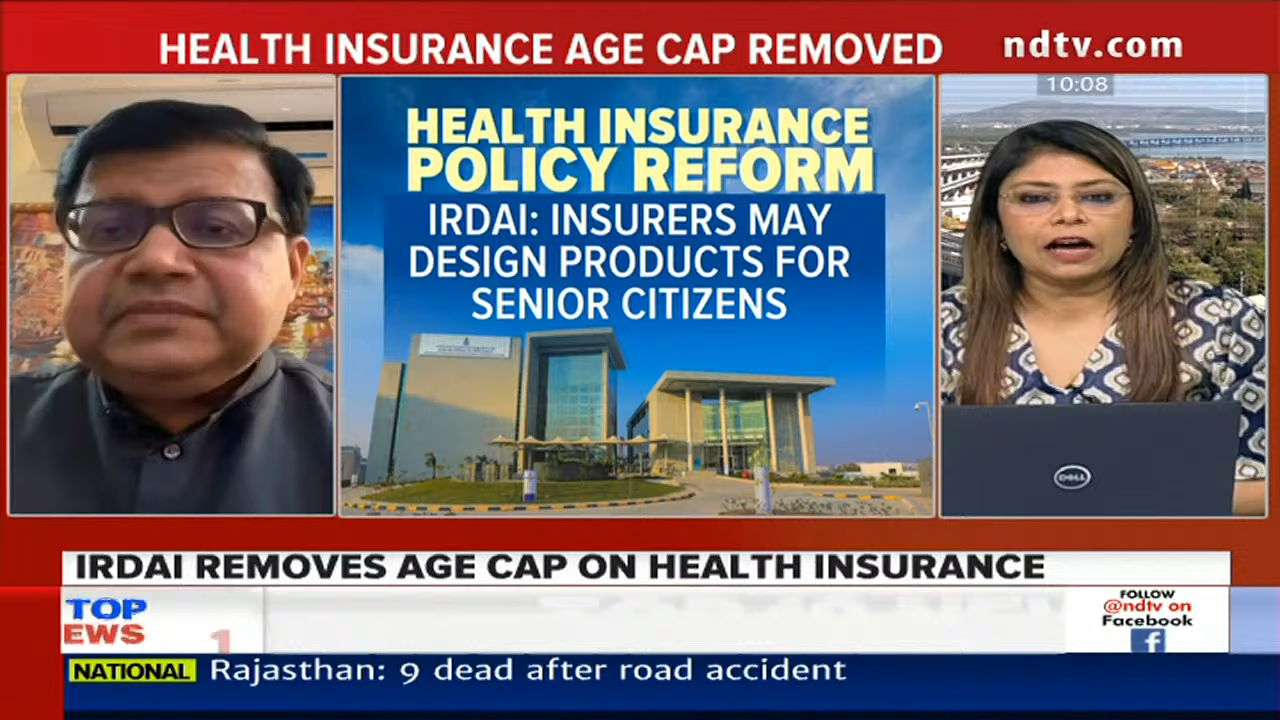 HEALTH INSURANCE AGE CAP REMOVED
ndtv.com
10:08
HEALTH INSURANCE
POLICY REFORM
IRDAI: INSURERS MAY
DESIGN PRODUCTS FOR
SENIOR CITIZENS
DELL
IRDAI REMOVES AGE CAP ON HEALTH INSURANCE
TOP
EWS
1
FOLLOW
@ndtv on
Facebook
f
NATIONAL Rajasthan: 9 dead after road accident